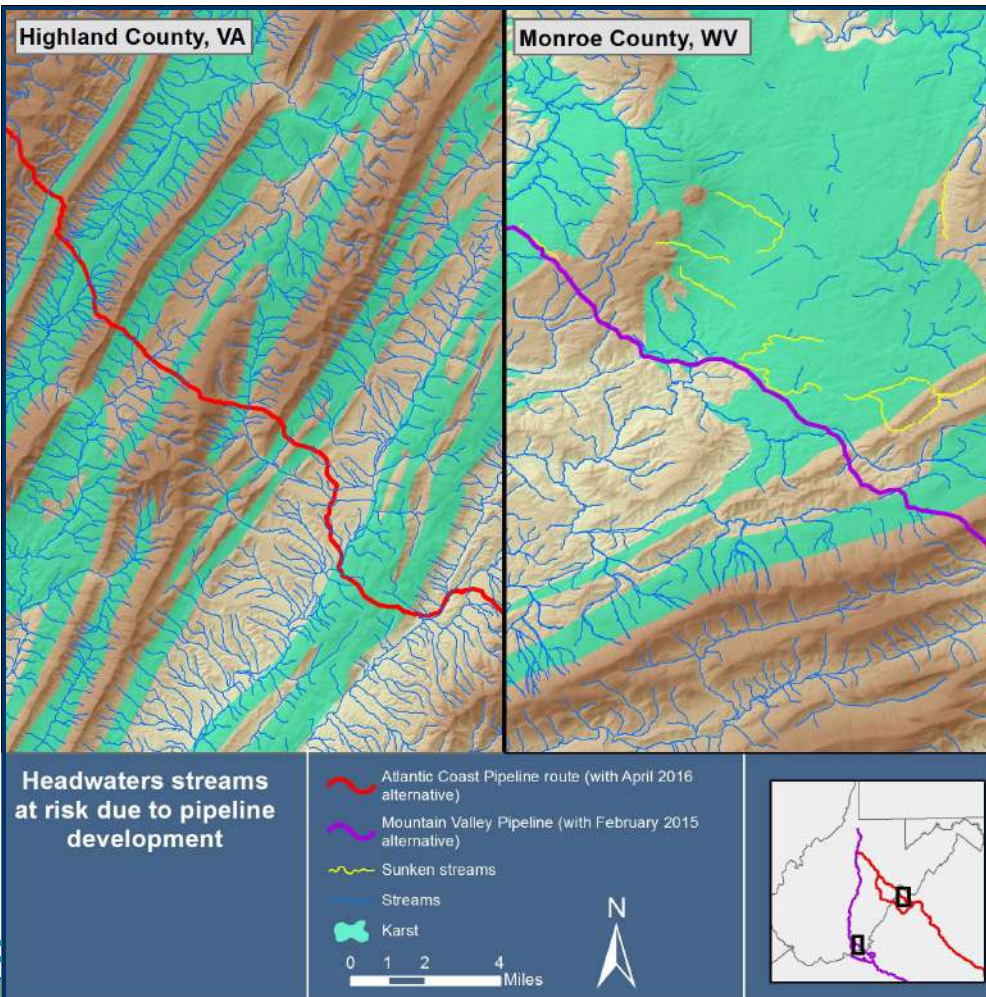 Highland County, VA
Monroe County, WV
Headwaters streams
at risk due to pipeline
development
Atlantic Coast Pipeline route (with April 2016
alternative)
Mountain Valley Pipeline (with February 2015
alternative)
Sunken streams
Streams
Karst
N
0 1 2 4
Miles